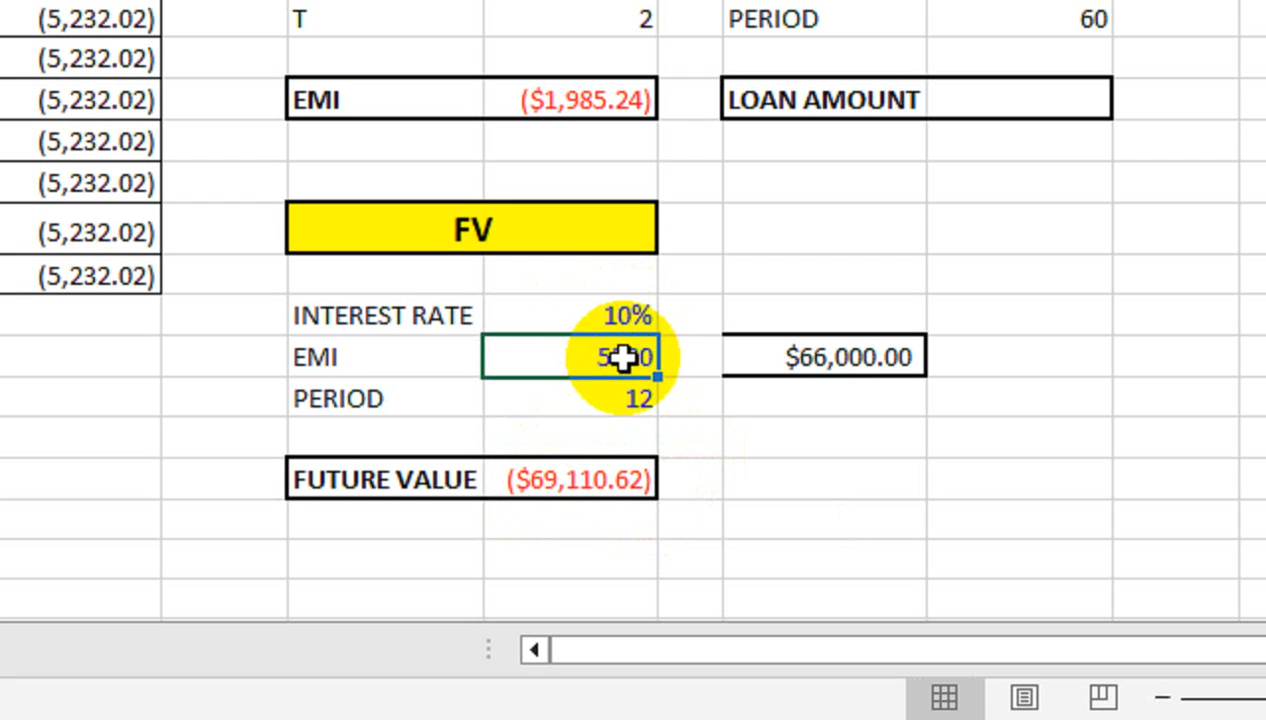 (5,232.02) T 2 PERIOD 60
(5,232.02)
(5,232.02) EMI ($1,985.24) LOAN AMOUNT
(5,232.02)
(5,232.02)
(5,232.02) FV
(5,232.02)
INTEREST RATE 10%
EMI $66,000.00
PERIOD 12
FUTURE VALUE ($69,110.62)